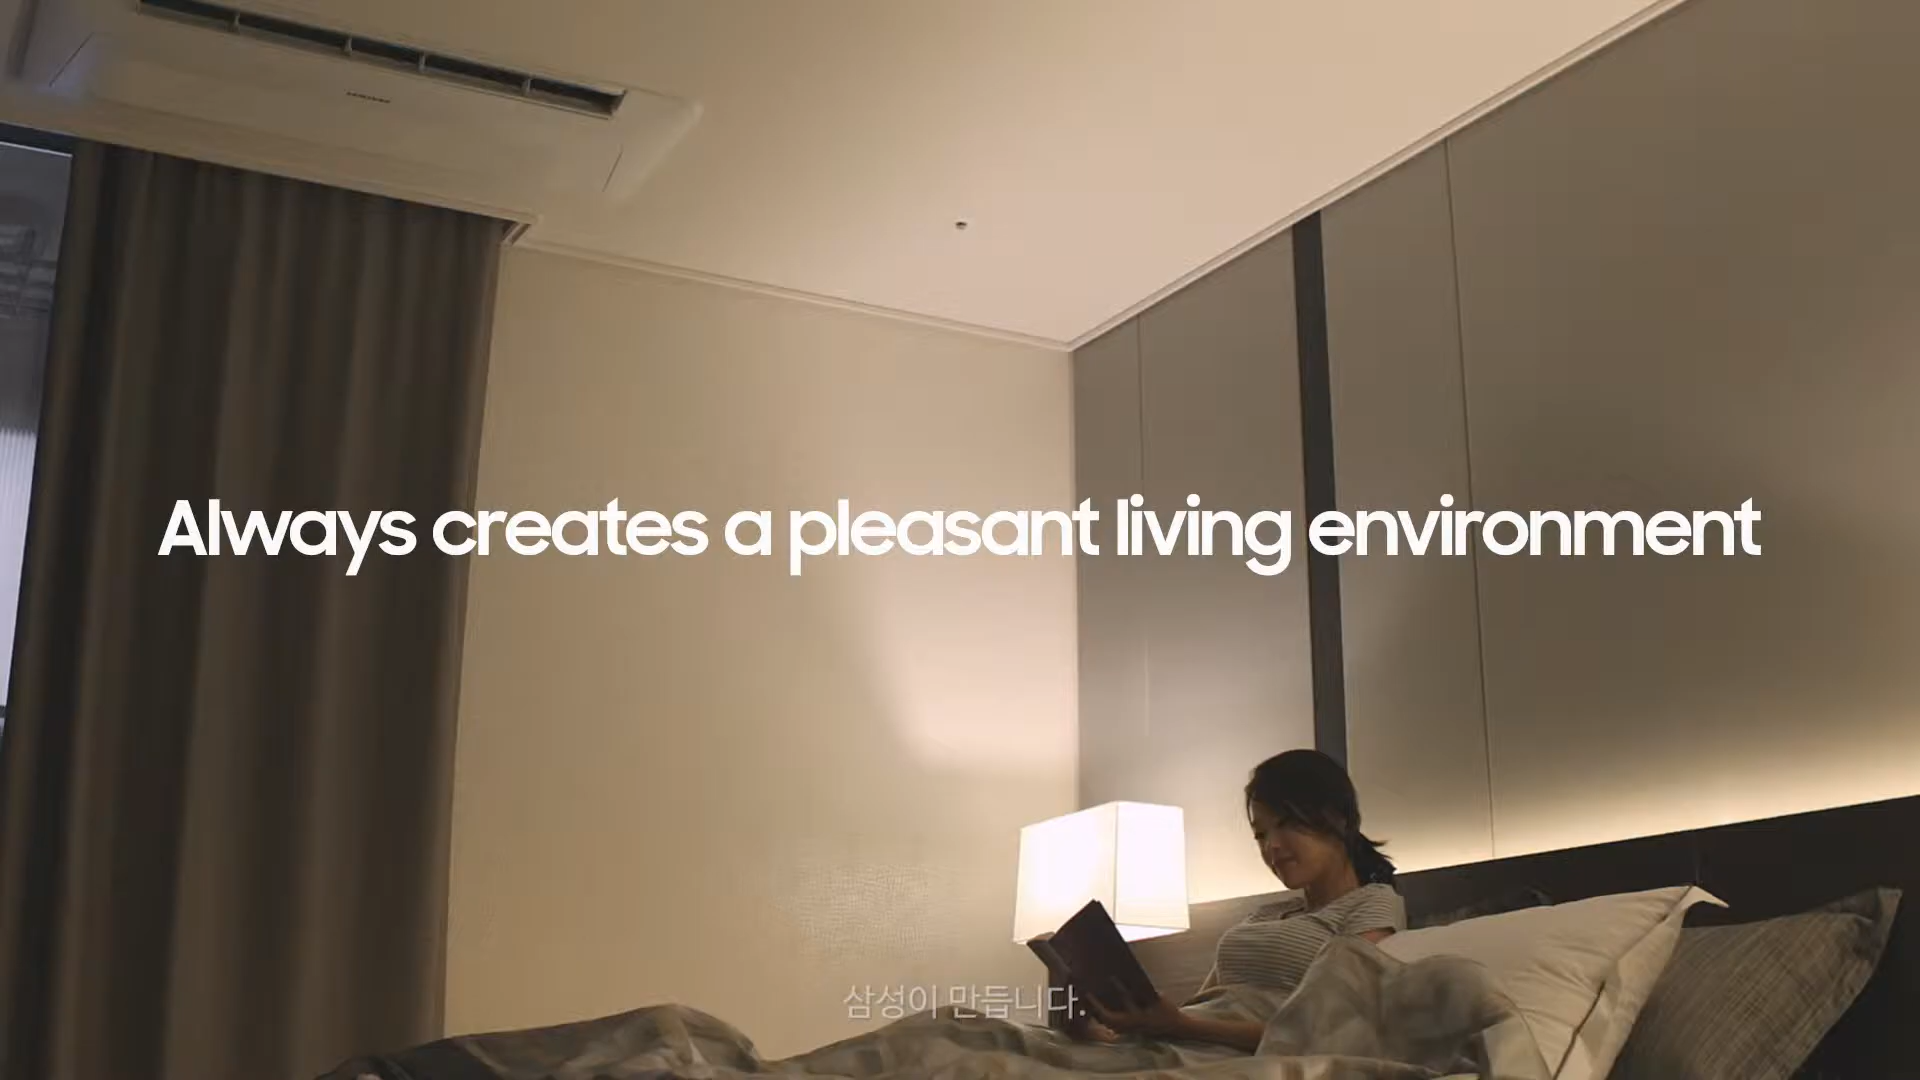 Always creates a pleasant living environment
삼성이 만듭니다.